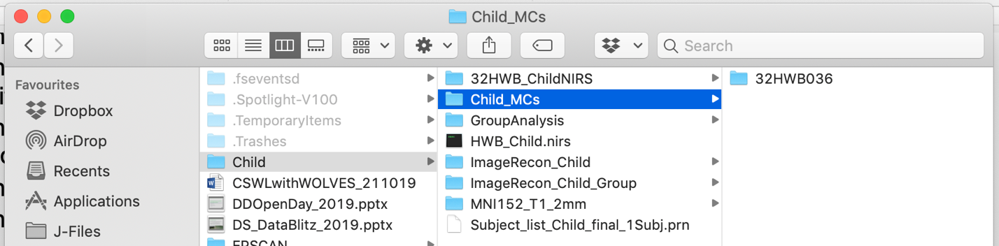 Child_MCs
Search
Favourites
Dropbox
AirDrop
Recents
Applications
J-Files
.fseventsd
.Spotlight-V100
.TemporaryItems
.Trashes
Child
CSWLwithWOLVES_211019
DDOpenDay_2019.pptx
DS_DataBlitz_2019.pptx
32HWB_ChildNIRS
Child_MCs
GroupAnalysis
HWB_Child.nirs
ImageRecon_Child
ImageRecon_Child_Group
MNI152_T1_2mm
Subject_list_Child_final_1Subj.prn
32HWB036